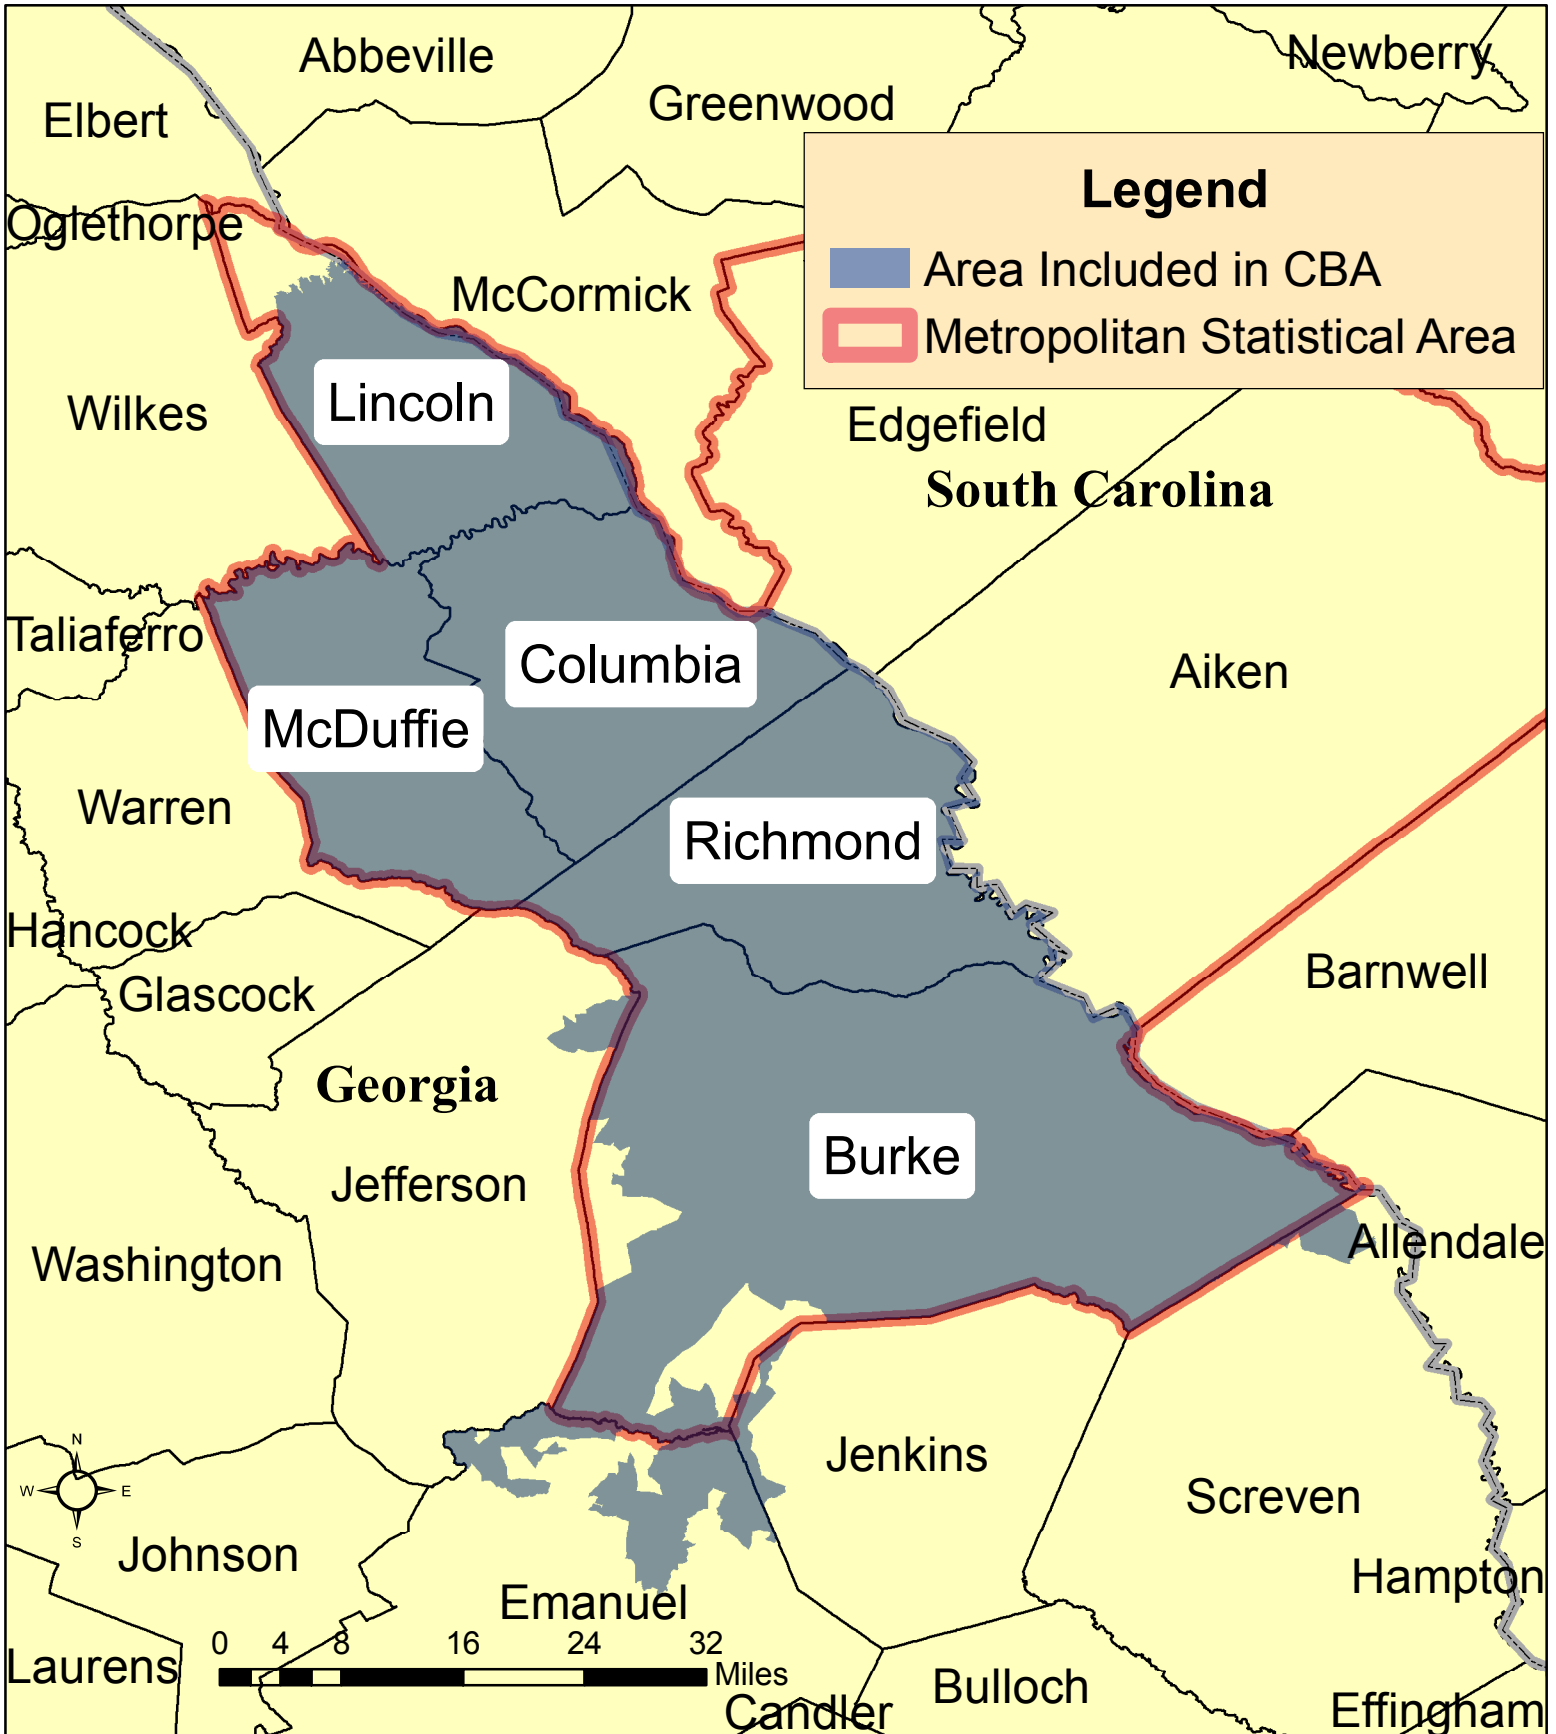 Abbeville
Newberry
Elbert
Greenwood
Legend
Oglethorpe
Area Included in CBA
McCormick
Metropolitan Statistical Area
Lincoln
Wilkes
Edgefield
South Carolina
Taliaferro
Columbia
Aiken
McDuffie
Warren
Richmond
Hancock
Barnwell
Glascock
Georgia
Burke
Jefferson
Allendale
Washington
Jenkins
N
W E
S
Screven
Johnson
Hampton
Emanuel
0 4 8 16 24 32
Miles
Laurens
Bulloch
Candler
Effingham